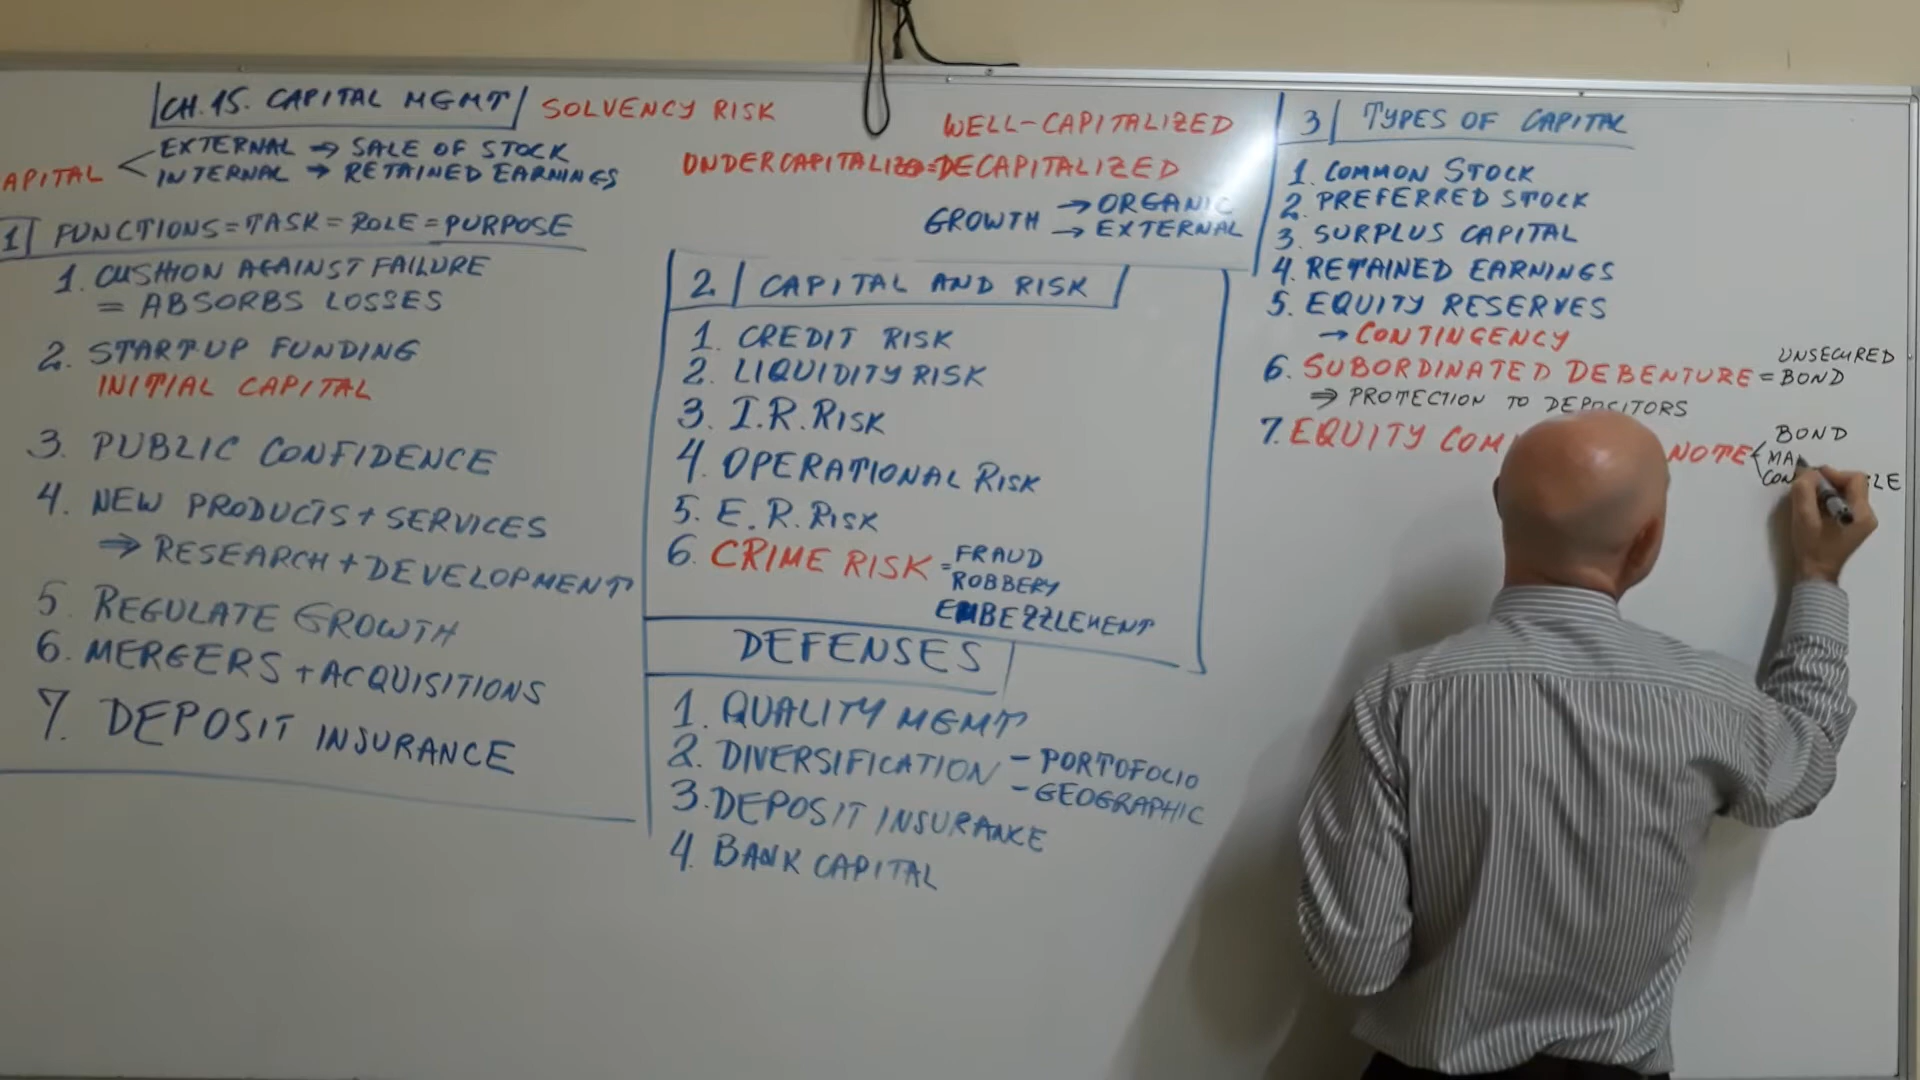 CH.15. CAPITAL MGMT SOLVENCY RISK
APITAL
EXTERNAL → SALE OF STOCK
INTERNAL → RETAINED EARNINGS
WELL-CAPITALIZED
= DECAPITALIZED
GROWTH → ORGANIC
→ EXTERNAL
1 FUNCTIONS = TASK = ROLE = PURPOSE
1. CUSHION AGAINST FAILURE
= ABSORBS LOSSES
2. STARTUP FUNDING
INITIAL CAPITAL
3. PUBLIC CONFIDENCE
4. NEW PRODUCTS + SERVICES
⇒ RESEARCH + DEVELOPMENT
5 REGULATE GROWTH
6. MERGERS + ACQUISITIONS
7. DEPOSIT INSURANCE
2. CAPITAL AND RISK
1. CREDIT RISK
2. LIQUIDITY RISK
3. I.R. RISK
4. OPERATIONAL RISK
5. E.R. RISK
6. CRIME RISK = FRAUD
ROBBERY
EMBEZZLEMENT
DEFENSES
1. QUALITY MGMT
2. DIVERSIFICATION - PORTOFOLIO
- GEOGRAPHIC
3. DEPOSIT INSURANCE
4. BANK CAPITAL
3 TYPES OF CAPITAL
1. COMMON STOCK
2. PREFERRED STOCK
3. SURPLUS CAPITAL
4. RETAINED EARNINGS
5. EQUITY RESERVES
→ CONTINGENCY
6. SUBORDINATED DEBENTURE = UNSECURED
BOND
⇒ PROTECTION TO DEPOSITORS
7. EQUITY COM NOTE
BOND
MA
CON LE